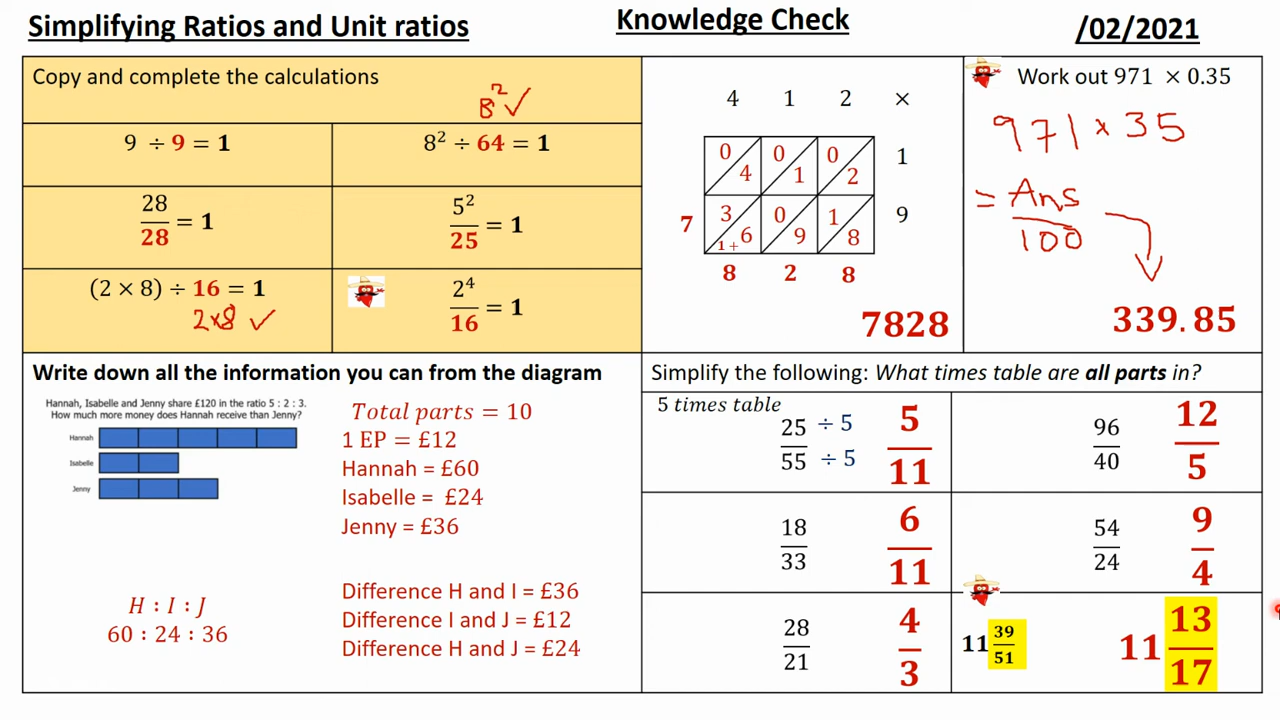 Simplifying Ratios and Unit ratios
Knowledge Check
/02/2021
Copy and complete the calculations
8² ✓
9 ÷ 9 = 1
8² ÷ 64 = 1
28/28 = 1
5²/25 = 1
(2 × 8) ÷ 16 = 1
2×8 ✓
2⁴/16 = 1
4 1 2 ×
0 4 0 1 0 2 1
7 3 1+6 0 9 1 8 9
8 2 8
7828
Work out 971 × 0.35
971 × 35
= Ans/100
339.85
Write down all the information you can from the diagram
Hannah, Isabelle and Jenny share £120 in the ratio 5 : 2 : 3.
How much more money does Hannah receive than Jenny?
Hannah
Isabelle
Jenny
H : I : J
60 : 24 : 36
Total parts = 10
1 EP = £12
Hannah = £60
Isabelle = £24
Jenny = £36
Difference H and I = £36
Difference I and J = £12
Difference H and J = £24
Simplify the following: What times table are all parts in?
5 times table
25/55 ÷ 5 ÷ 5 5/11
96/40 12/5
18/33 6/11
54/24 9/4
28/21 4/3
11 39/51 11 13/17